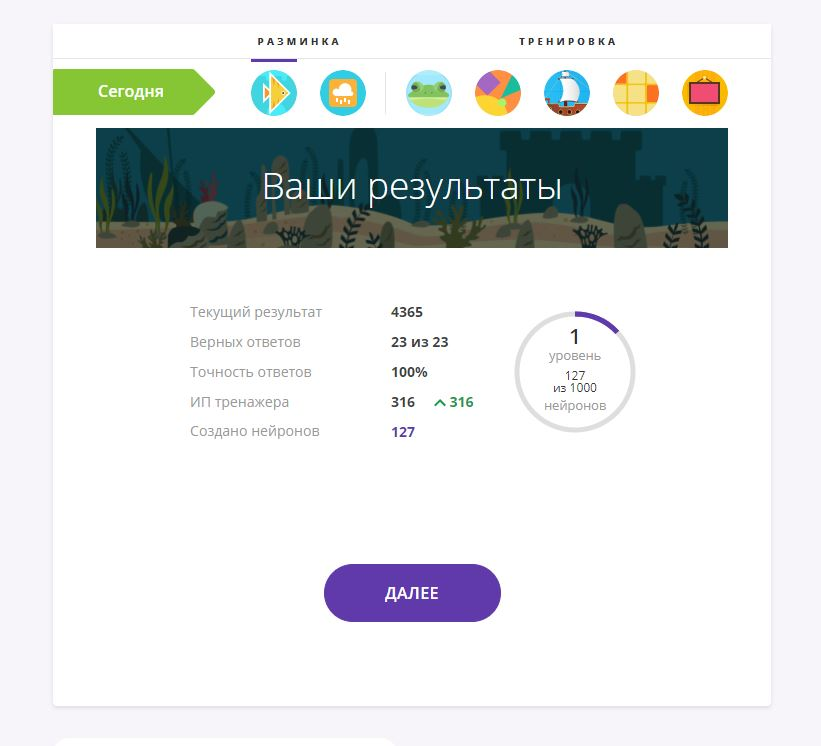 РАЗМИНКА ТРЕНИРОВКА
Сегодня
Ваши результаты
Текущий результат 4365
Верных ответов 23 из 23
Точность ответов 100%
ИП тренажера 316 316
Создано нейронов 127
1
уровень
127
из 1000
нейронов
ДАЛЕЕ